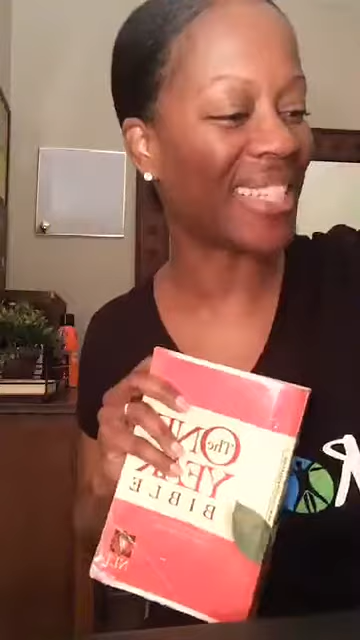 The
ONE
YEAR
BIBLE
NLT
R